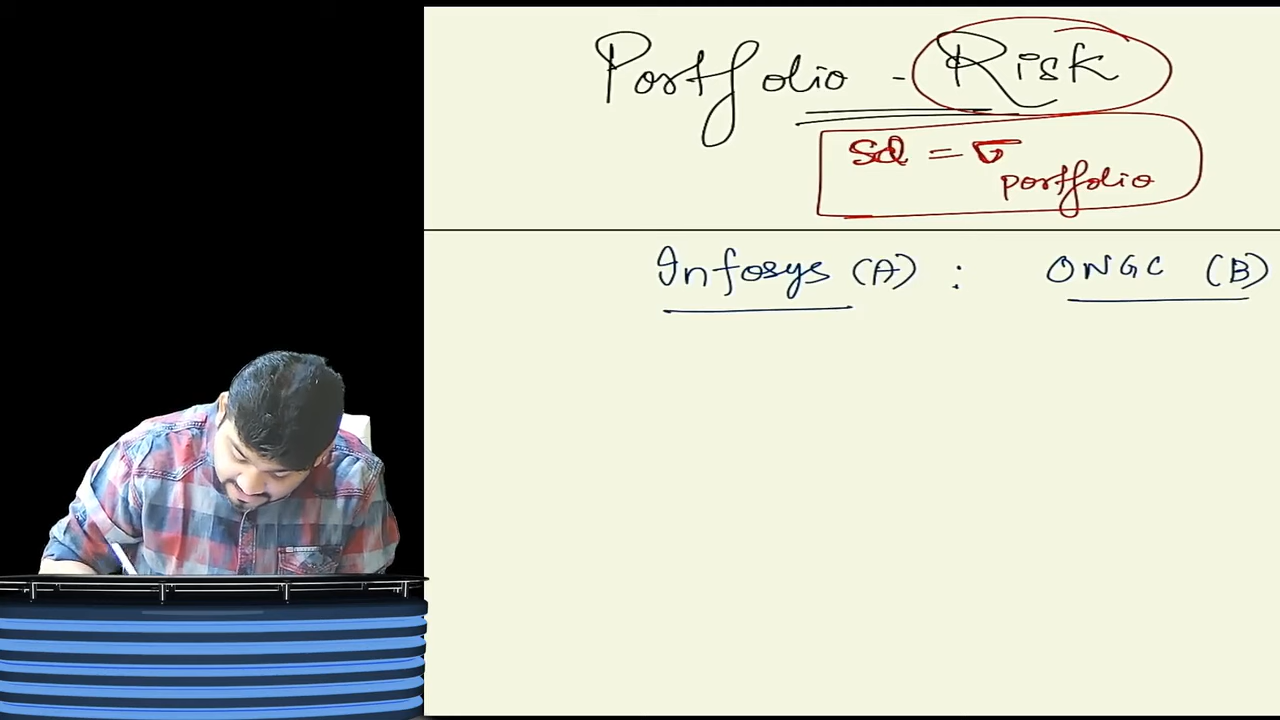 Portfolio - Risk
Sd = σ portfolio
Infosys (A) : ONGC (B)